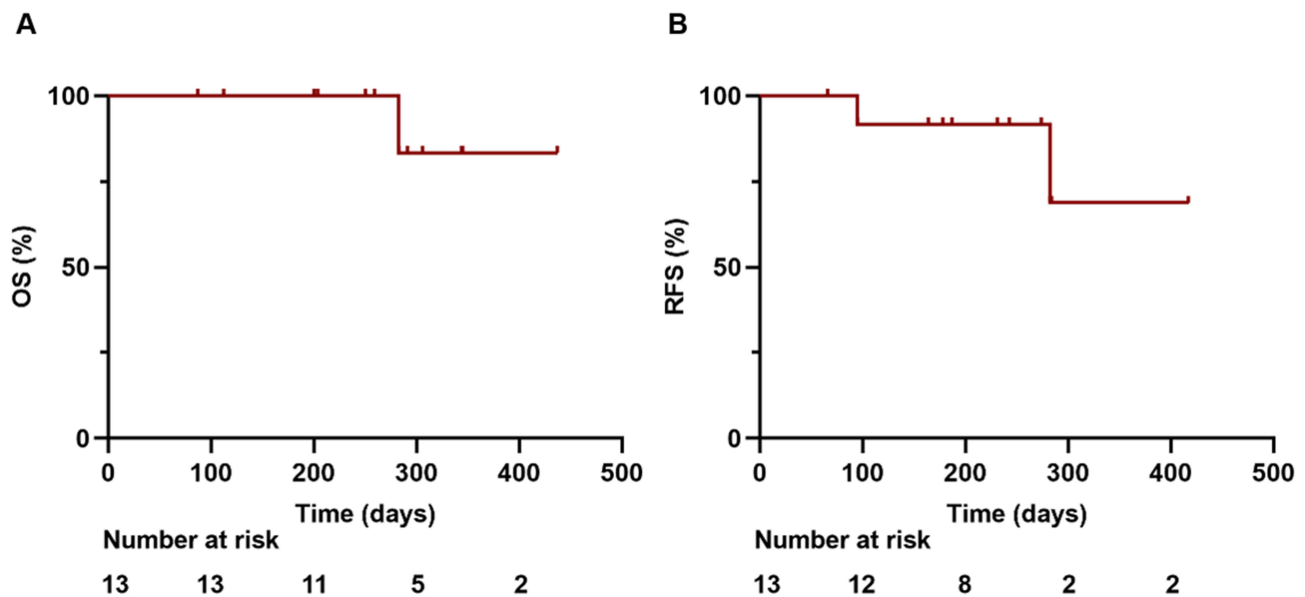 A
OS (%)
100
50
0
0 100 200 300 400 500
Time (days)
Number at risk
13 13 11 5 2
B
RFS (%)
100
50
0
0 100 200 300 400 500
Time (days)
Number at risk
13 12 8 2 2